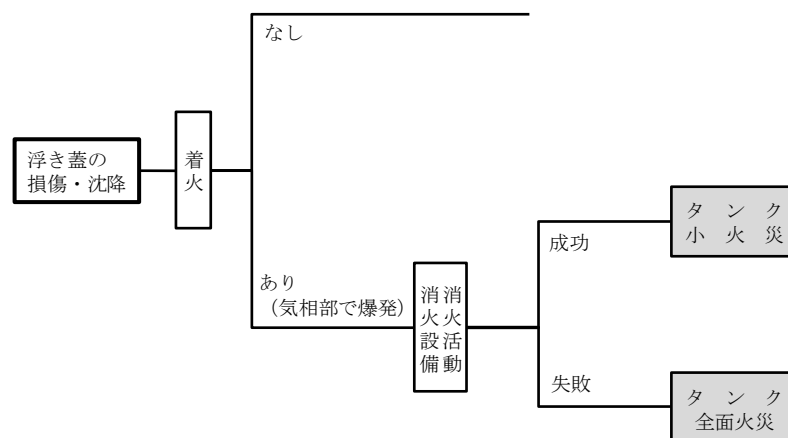 なし
浮き蓋の
損傷・沈降
着火
あり
（気相部で爆発）
消火設備
消火活動
成功
タンク
小火災
失敗
タンク
全面火災